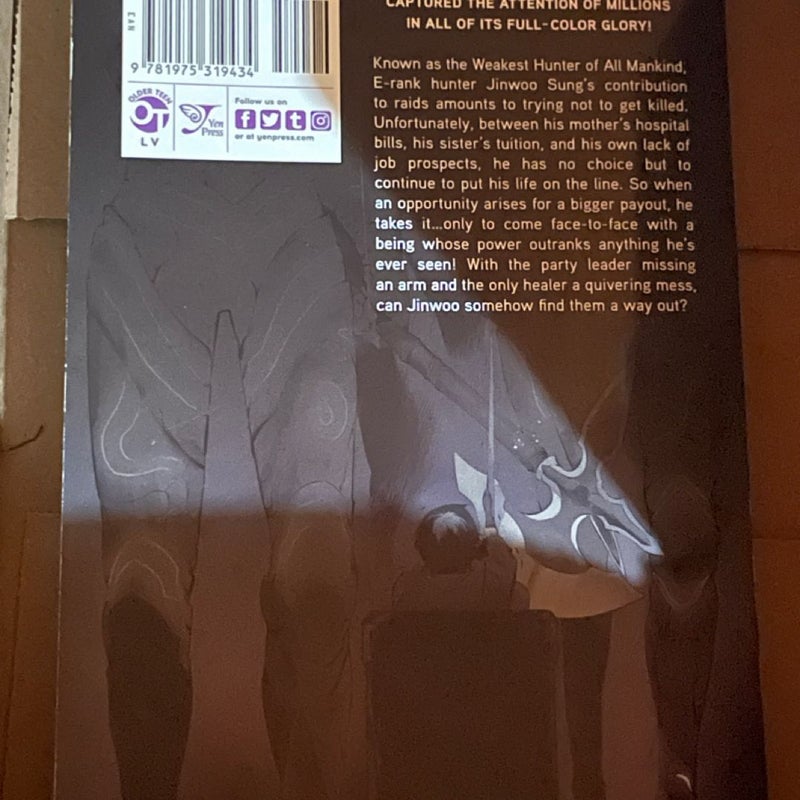 CAPTURED THE ATTENTION OF MILLIONS
IN ALL OF ITS FULL-COLOR GLORY!
EAN
9 781975 319434
OLDER TEEN
OT
L V
Yen
Press
Follow us on
f t
or at yenpress.com
Known as the Weakest Hunter of All Mankind,
E-rank hunter Jinwoo Sung's contribution
to raids amounts to trying not to get killed.
Unfortunately, between his mother's hospital
bills, his sister's tuition, and his own lack of
job prospects, he has no choice but to
continue to put his life on the line. So when
an opportunity arises for a bigger payout, he
takes it...only to come face-to-face with a
being whose power outranks anything he's
ever seen! With the party leader missing
an arm and the only healer a quivering mess,
can Jinwoo somehow find them a way out?